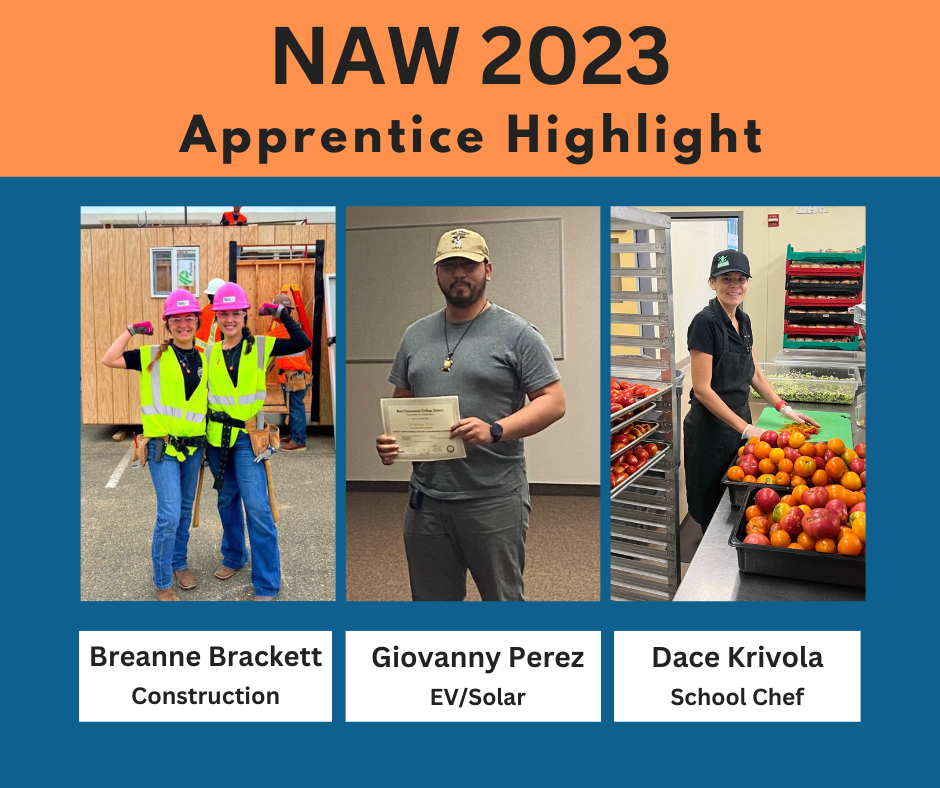 NAW 2023
Apprentice Highlight
Breanne Brackett
Construction
Giovanny Perez
EV/Solar
Dace Krivola
School Chef